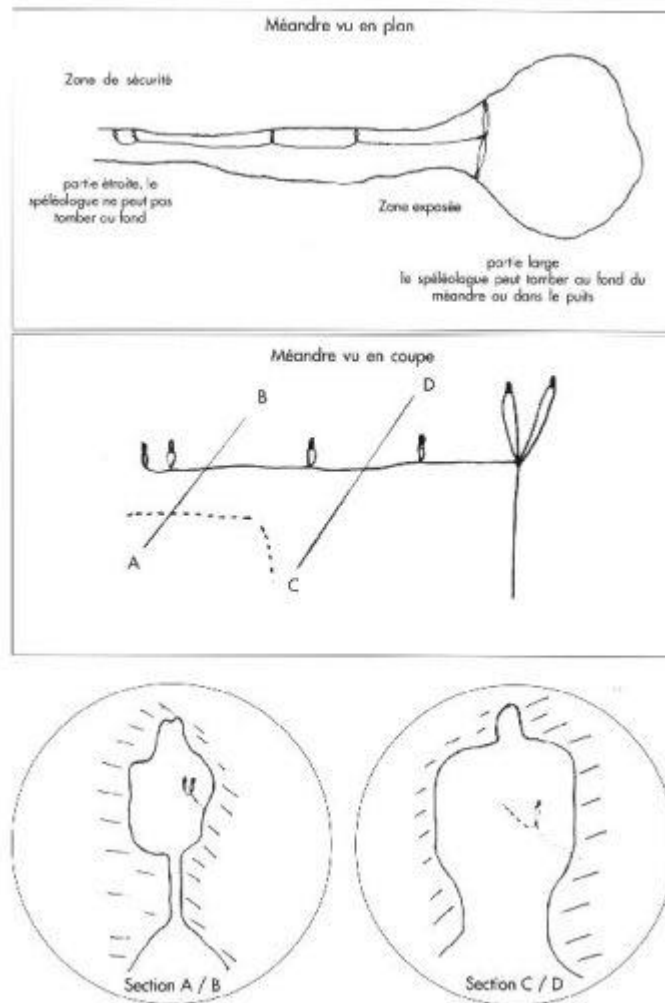 Méandre vu en plan
Zone de sécurité
partie étroite, le
spéléologue ne peut pas
tomber au fond
Zone exposée
partie large
le spéléologue peut tomber au fond du
méandre ou dans le puits
Méandre vu en coupe
B
D
A
C
Section A / B
Section C / D